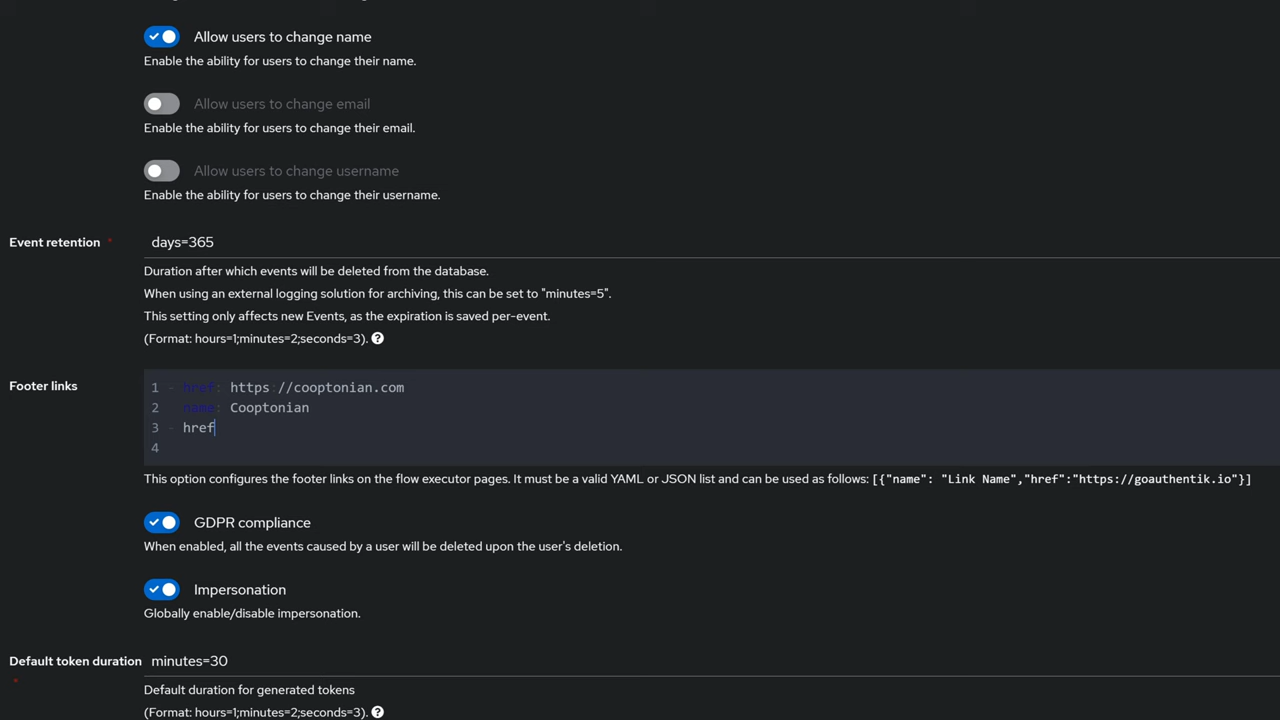 Allow users to change name
Enable the ability for users to change their name.
Allow users to change email
Enable the ability for users to change their email.
Allow users to change username
Enable the ability for users to change their username.
Event retention *
days=365
Duration after which events will be deleted from the database.
When using an external logging solution for archiving, this can be set to "minutes=5".
This setting only affects new Events, as the expiration is saved per-event.
(Format: hours=1;minutes=2;seconds=3). ?
Footer links
1 - href: https://cooptonian.com
2 name: Cooptonian
3 - href
4
This option configures the footer links on the flow executor pages. It must be a valid YAML or JSON list and can be used as follows: [{"name": "Link Name","href":"https://goauthentik.io"}]
GDPR compliance
When enabled, all the events caused by a user will be deleted upon the user's deletion.
Impersonation
Globally enable/disable impersonation.
Default token duration *
minutes=30
Default duration for generated tokens
(Format: hours=1;minutes=2;seconds=3). ?